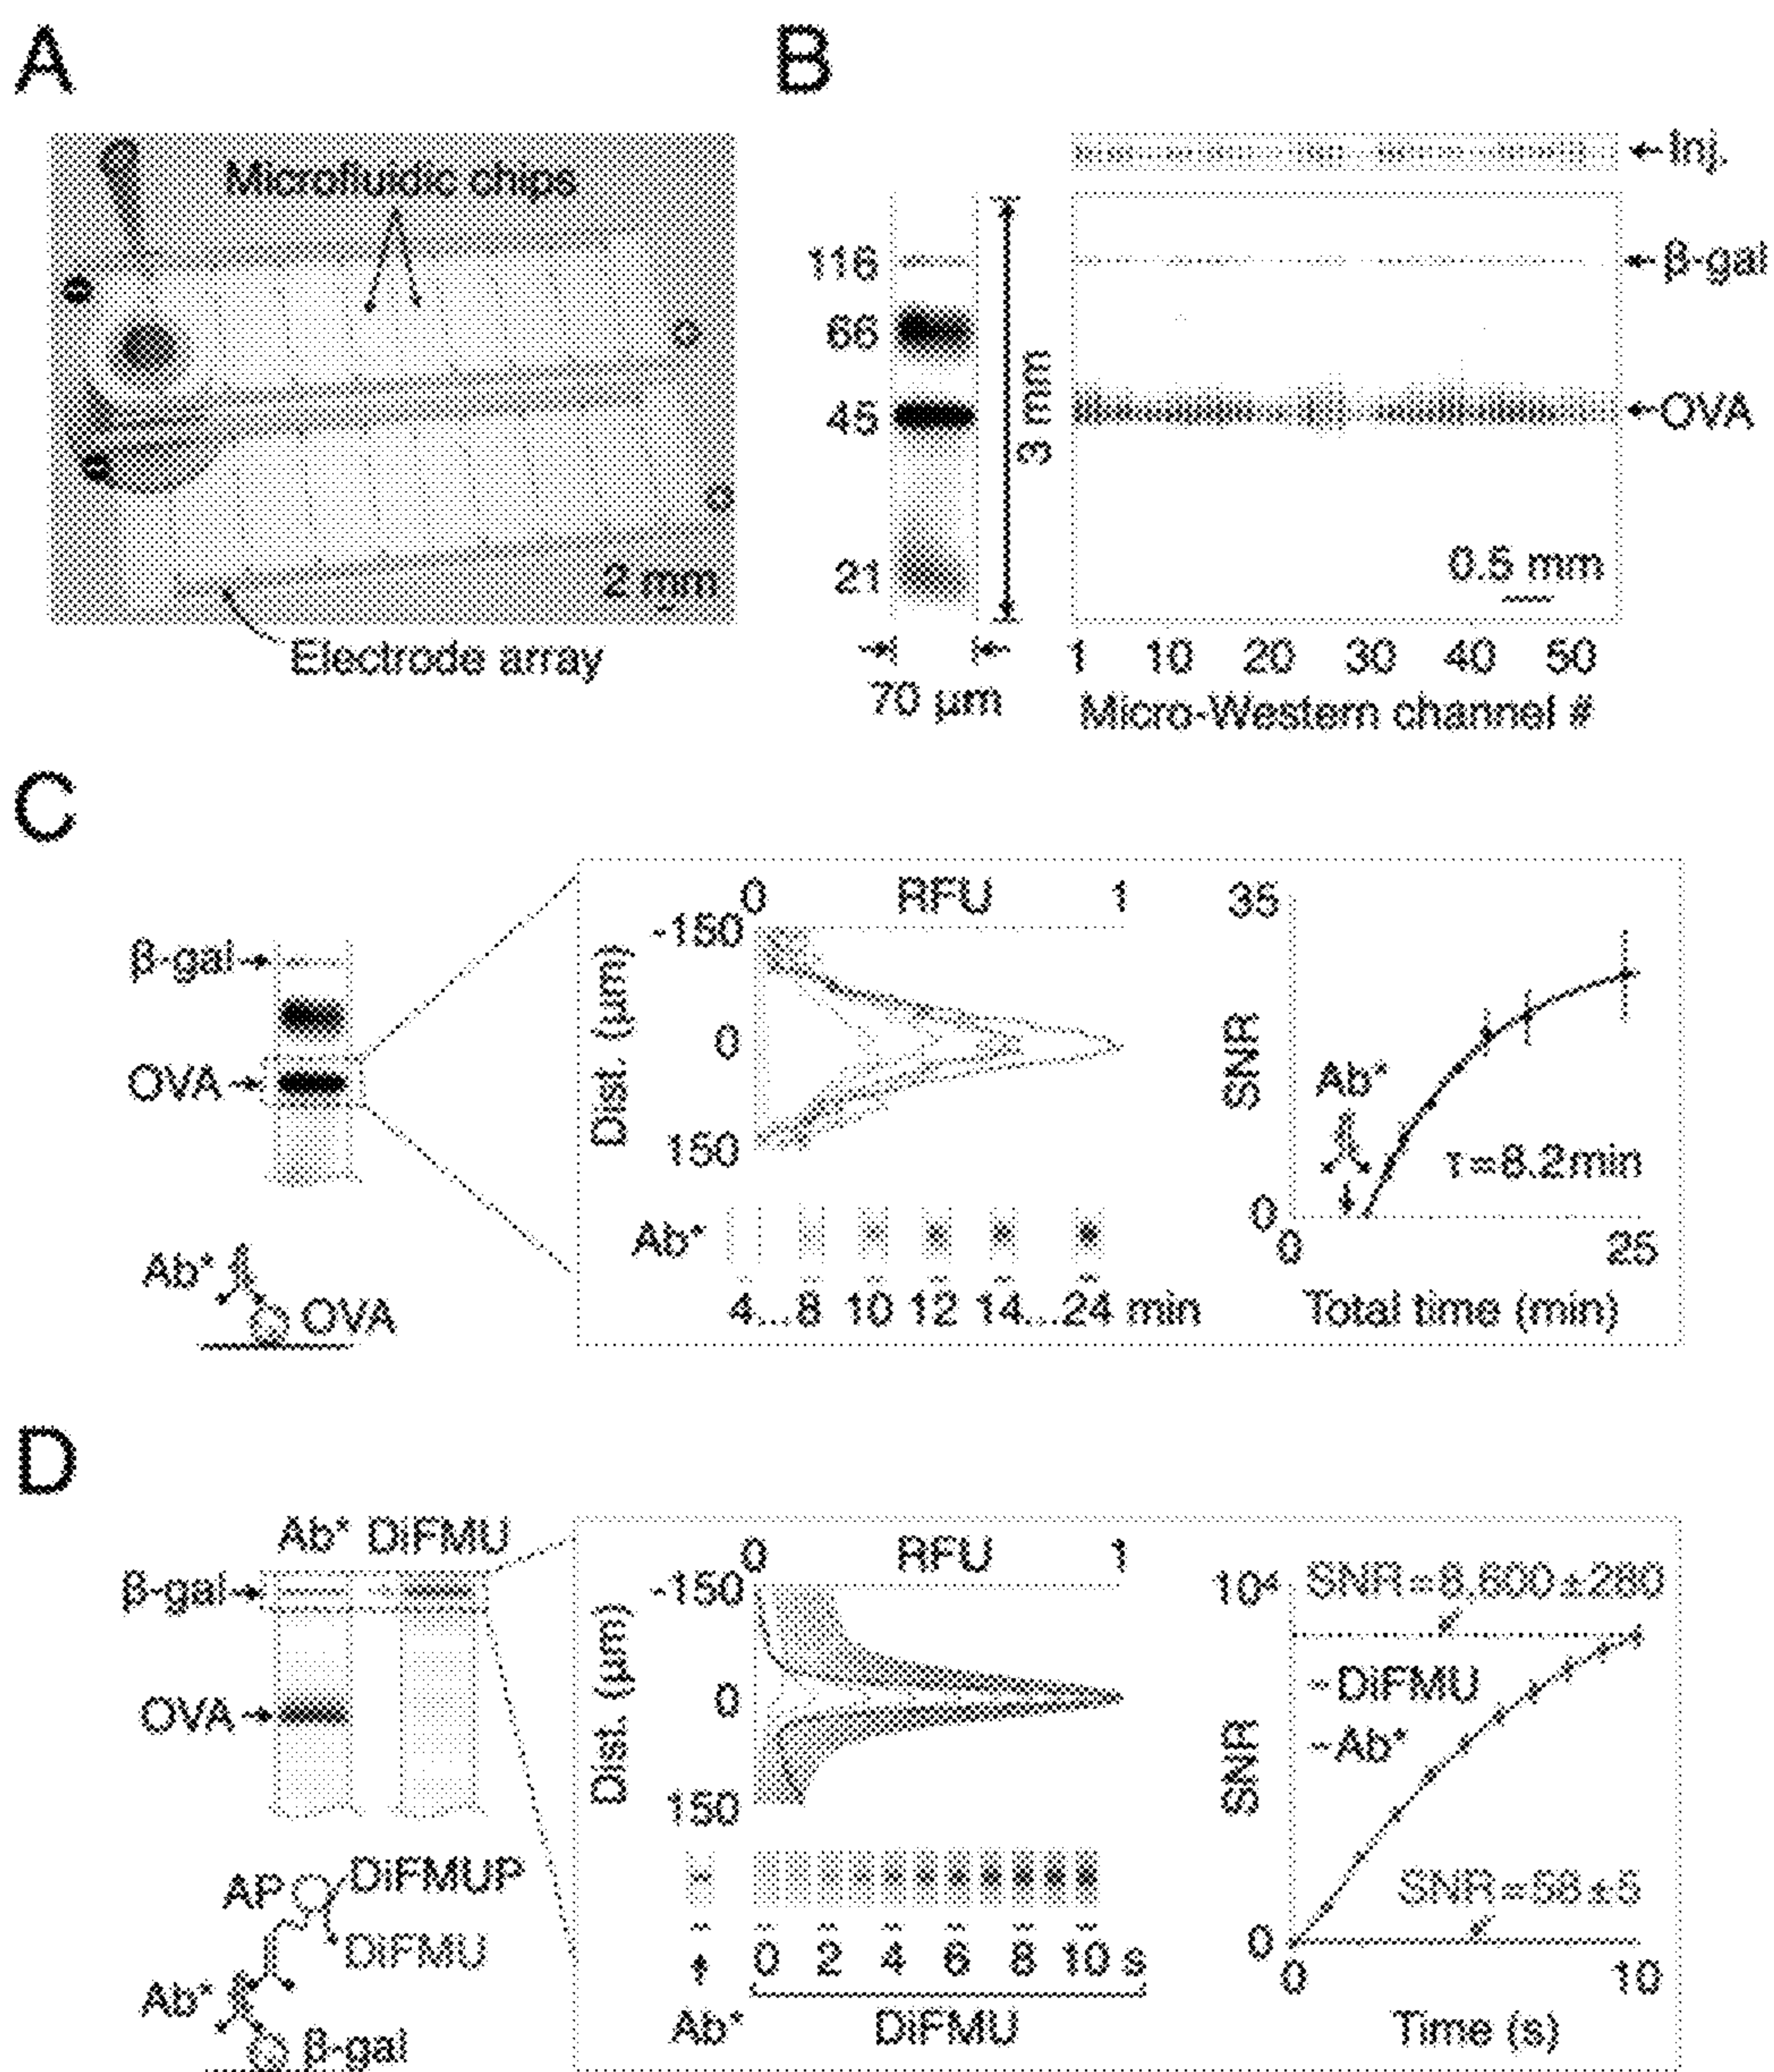 A
Microfluidic chips
2 mm
Electrode array
B
116
66
45
21
3 mm
70 µm
Inj.
β-gal
OVA
0.5 mm
1 10 20 30 40 50
Micro-Western channel #
C
β-gal
OVA
Ab*
OVA
0 RFU 1
-150
0
150
Dist. (µm)
Ab*
4...8 10 12 14...24 min
35
SNR
Ab*
τ=8.2min
0
0 25
Total time (min)
D
Ab* DiFMU
β-gal
OVA
AP DiFMUP
DiFMU
Ab*
β-gal
0 RFU 1
-150
0
150
Dist. (µm)
0 2 4 6 8 10 s
Ab* DiFMU
10⁴ SNR=8,600±280
DiFMU
Ab*
SNR
SNR=58±5
0
0 10
Time (s)